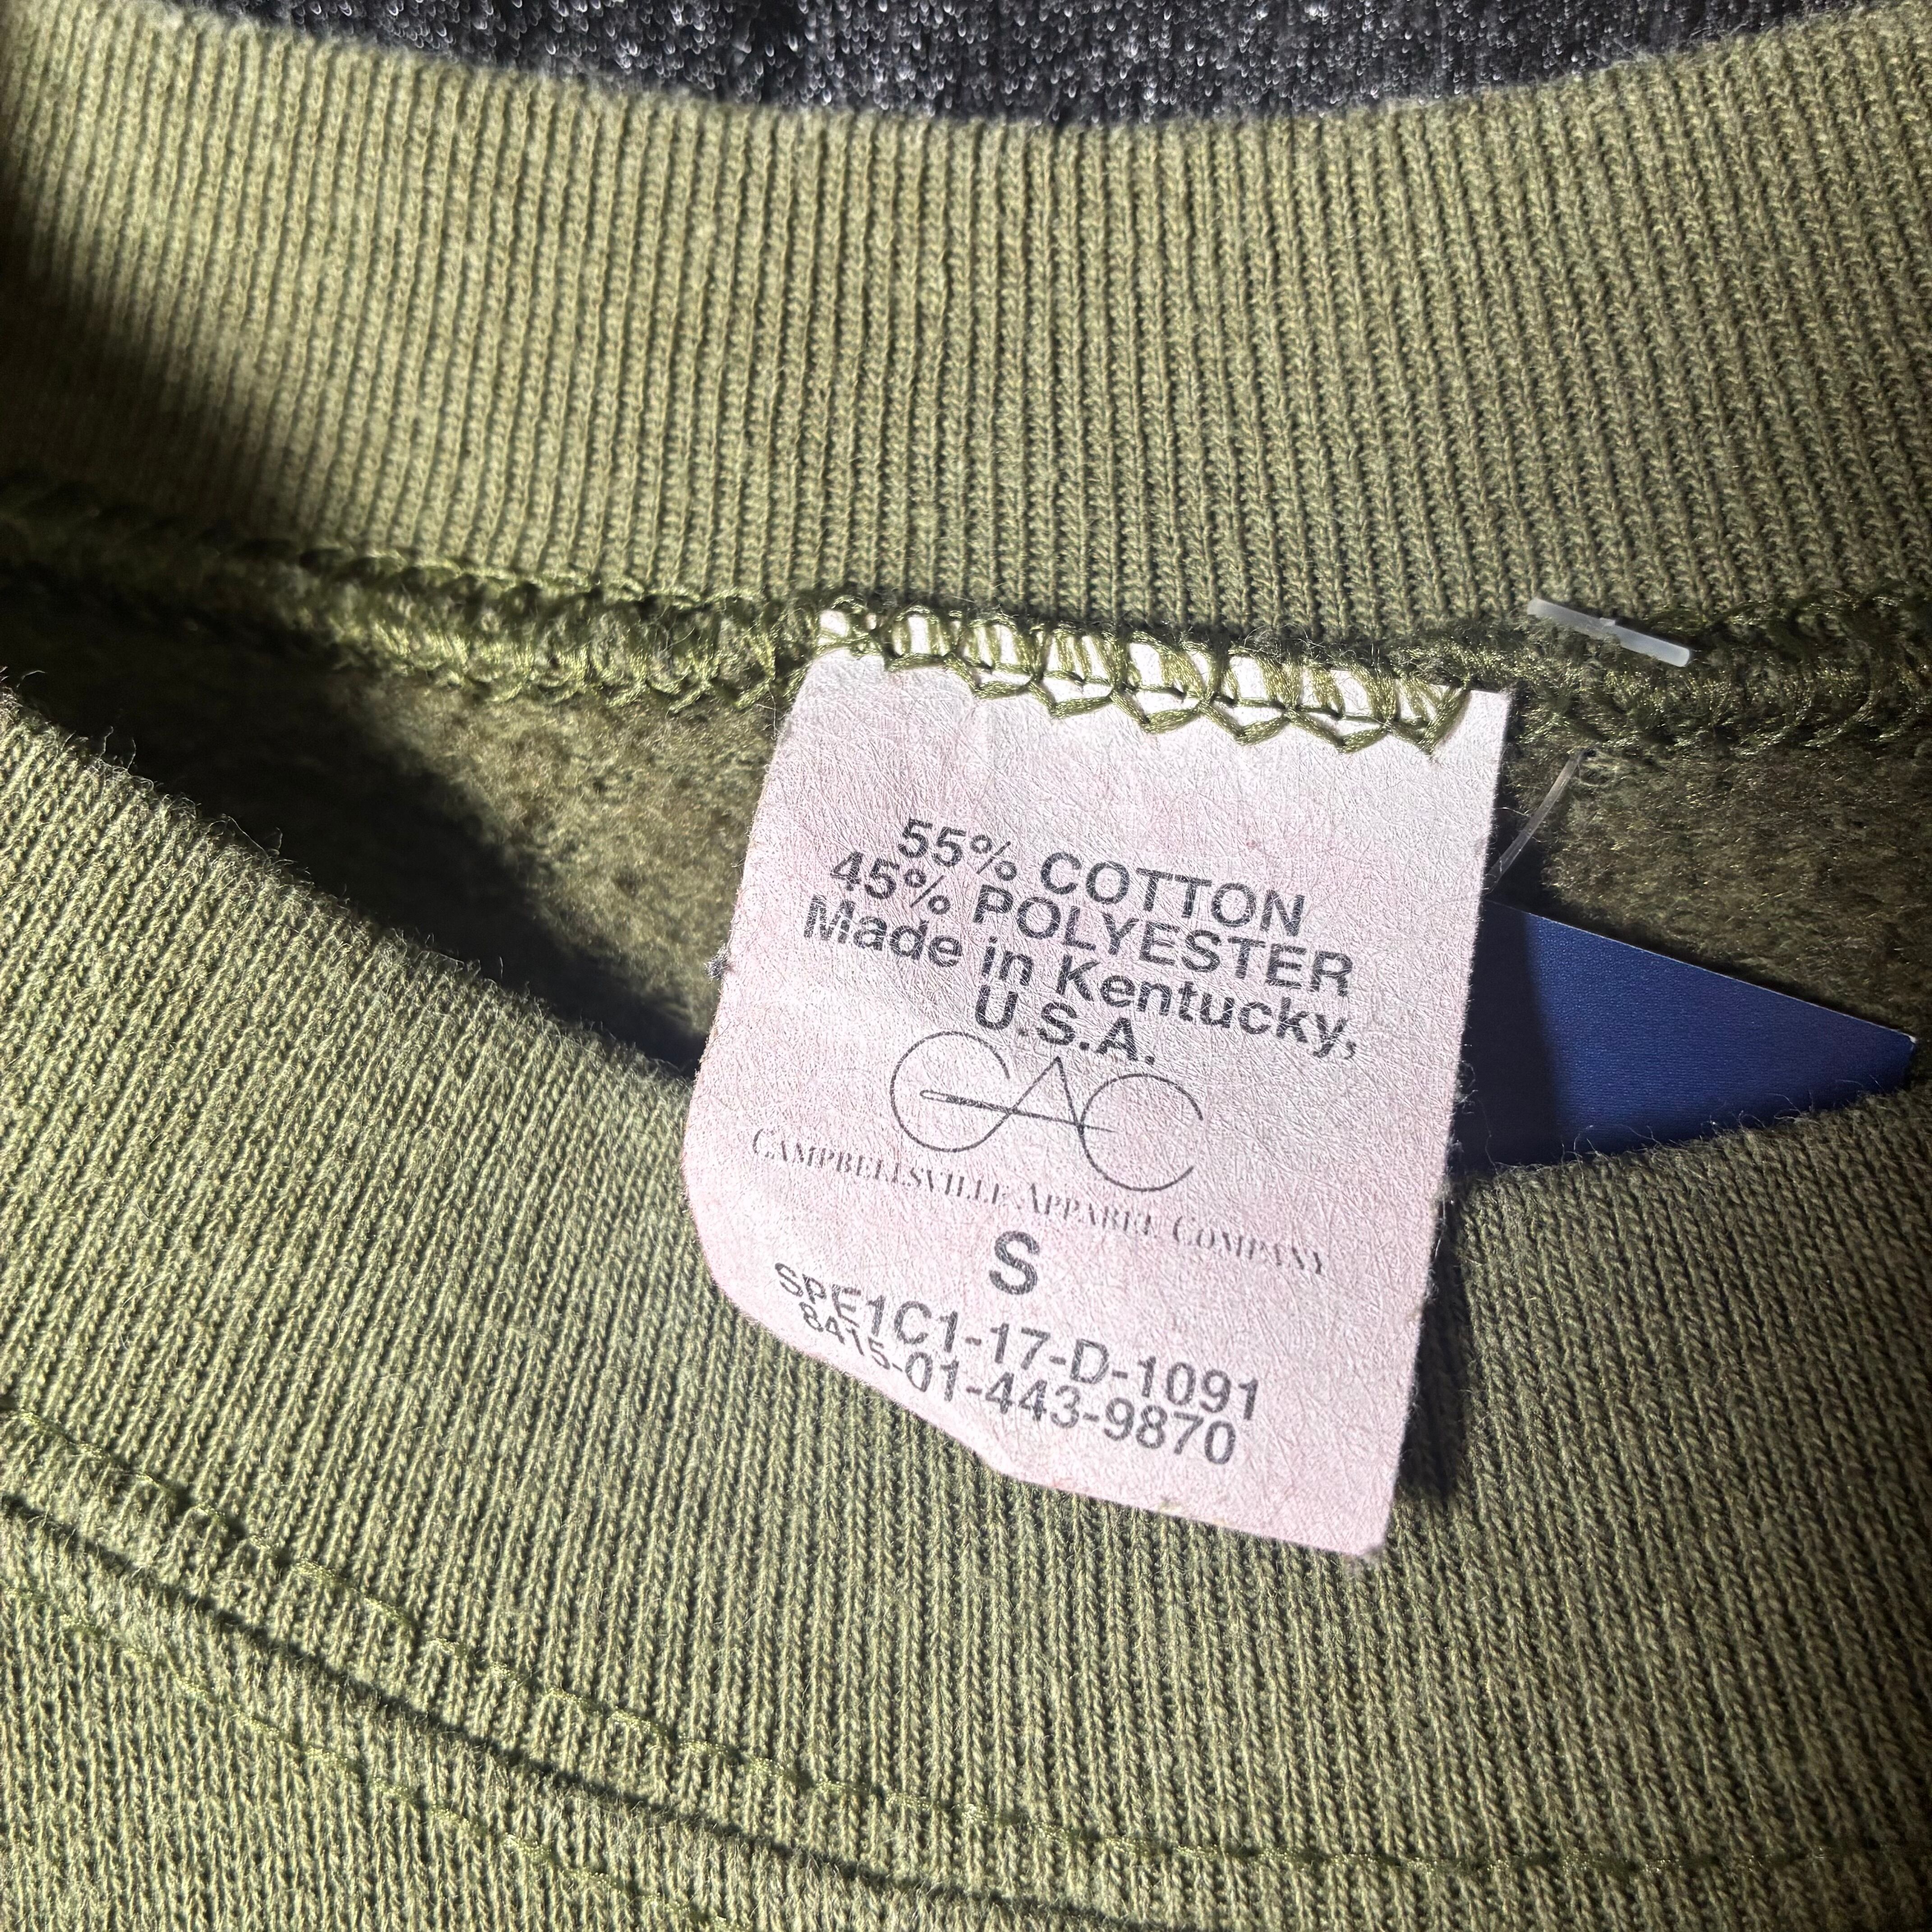 55% COTTON
45% POLYESTER
Made in Kentucky,
U.S.A.
CAC
CAMPBELLSVILLE APPAREL COMPANY
S
SPE1C1-17-D-1091
8415-01-443-9870